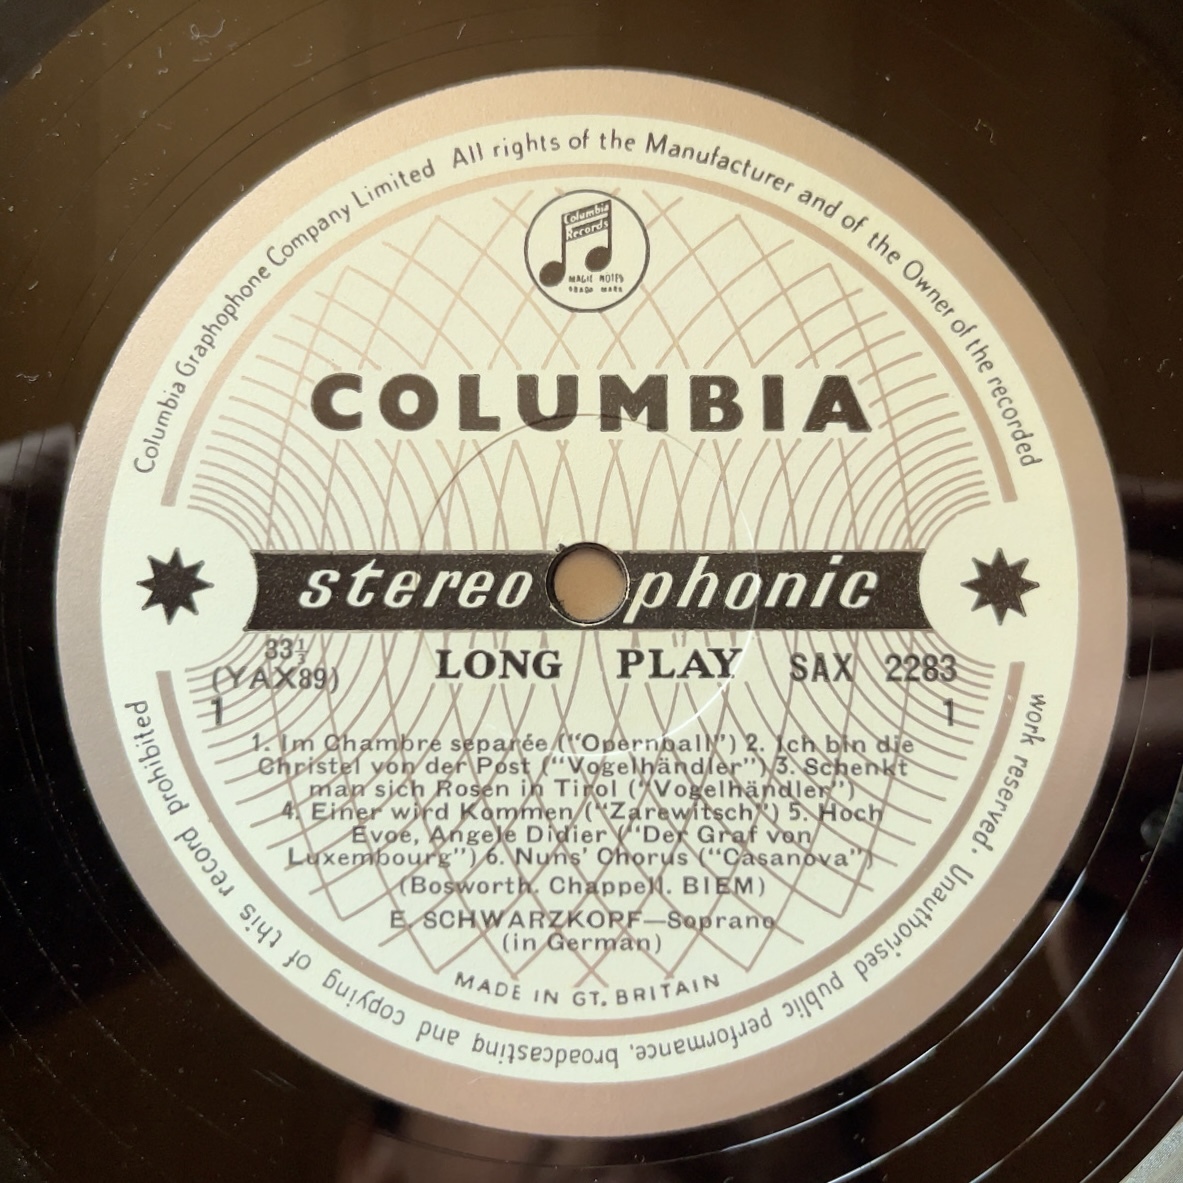 Columbia Graphophone Company Limited All rights of the Manufacturer and of the Owner of the recorded
work reserved. Unauthorised public performance, broadcasting and copying of this record prohibited
Columbia
Records
MAGIC NOTES
TRADE MARK
COLUMBIA
stereophonic
33⅓
LONG PLAY SAX 2283
(YAX89)
1 1
1. Im Chambre separée (“Opernball”) 2. Ich bin die
Christel von der Post (“Vogelhändler”) 3. Schenkt
man sich Rosen in Tirol (“Vogelhändler”)
4. Einer wird Kommen (“Zarewitsch”) 5. Hoch
Evoe, Angele Didier (“Der Graf von
Luxembourg”) 6. Nuns’ Chorus (“Casanova”)
(Bosworth. Chappell. BIEM)
E. SCHWARZKOPF—Soprano
(in German)
MADE IN GT. BRITAIN